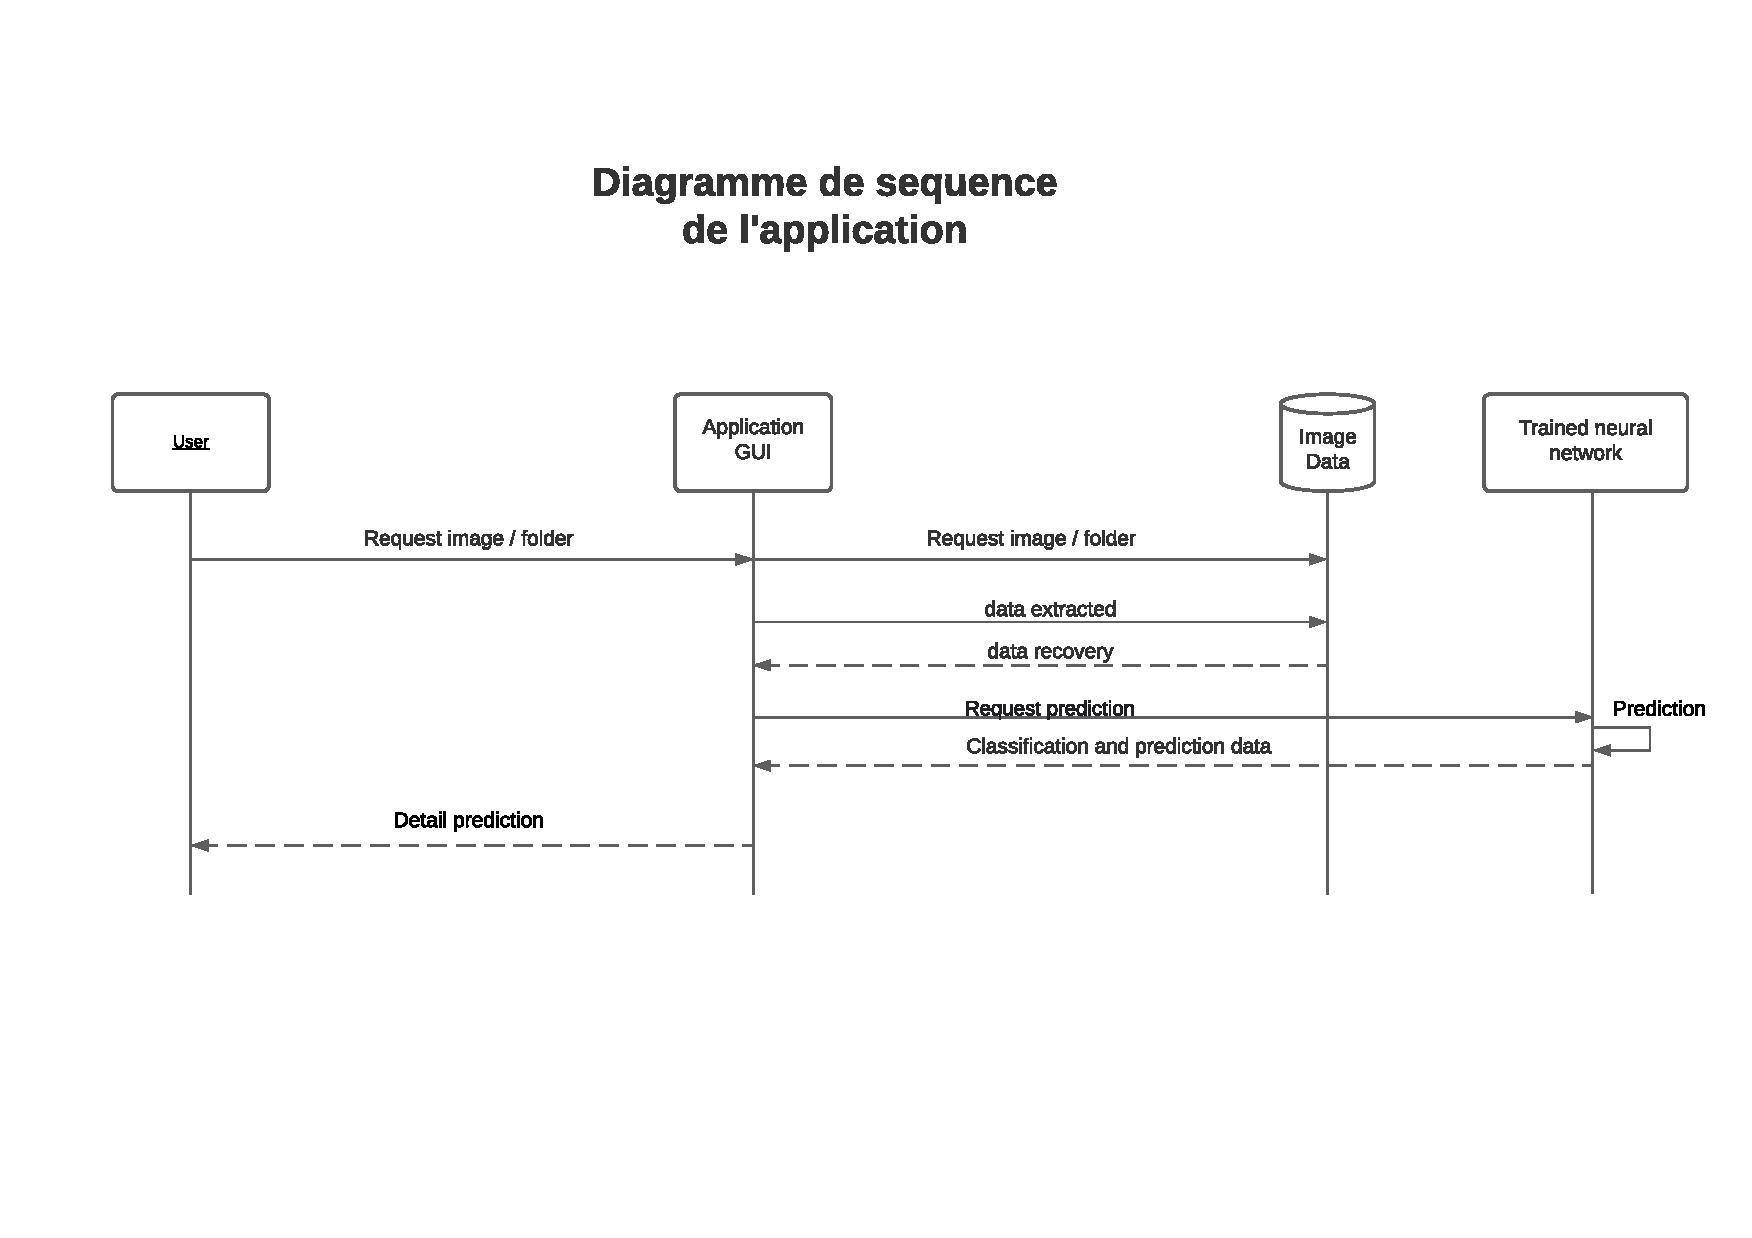 Diagramme de sequence
de l'application
User
Application
GUI
Image
Data
Trained neural
network
Request image / folder
Request image / folder
data extracted
data recovery
Request prediction
Prediction
Classification and prediction data
Detail prediction